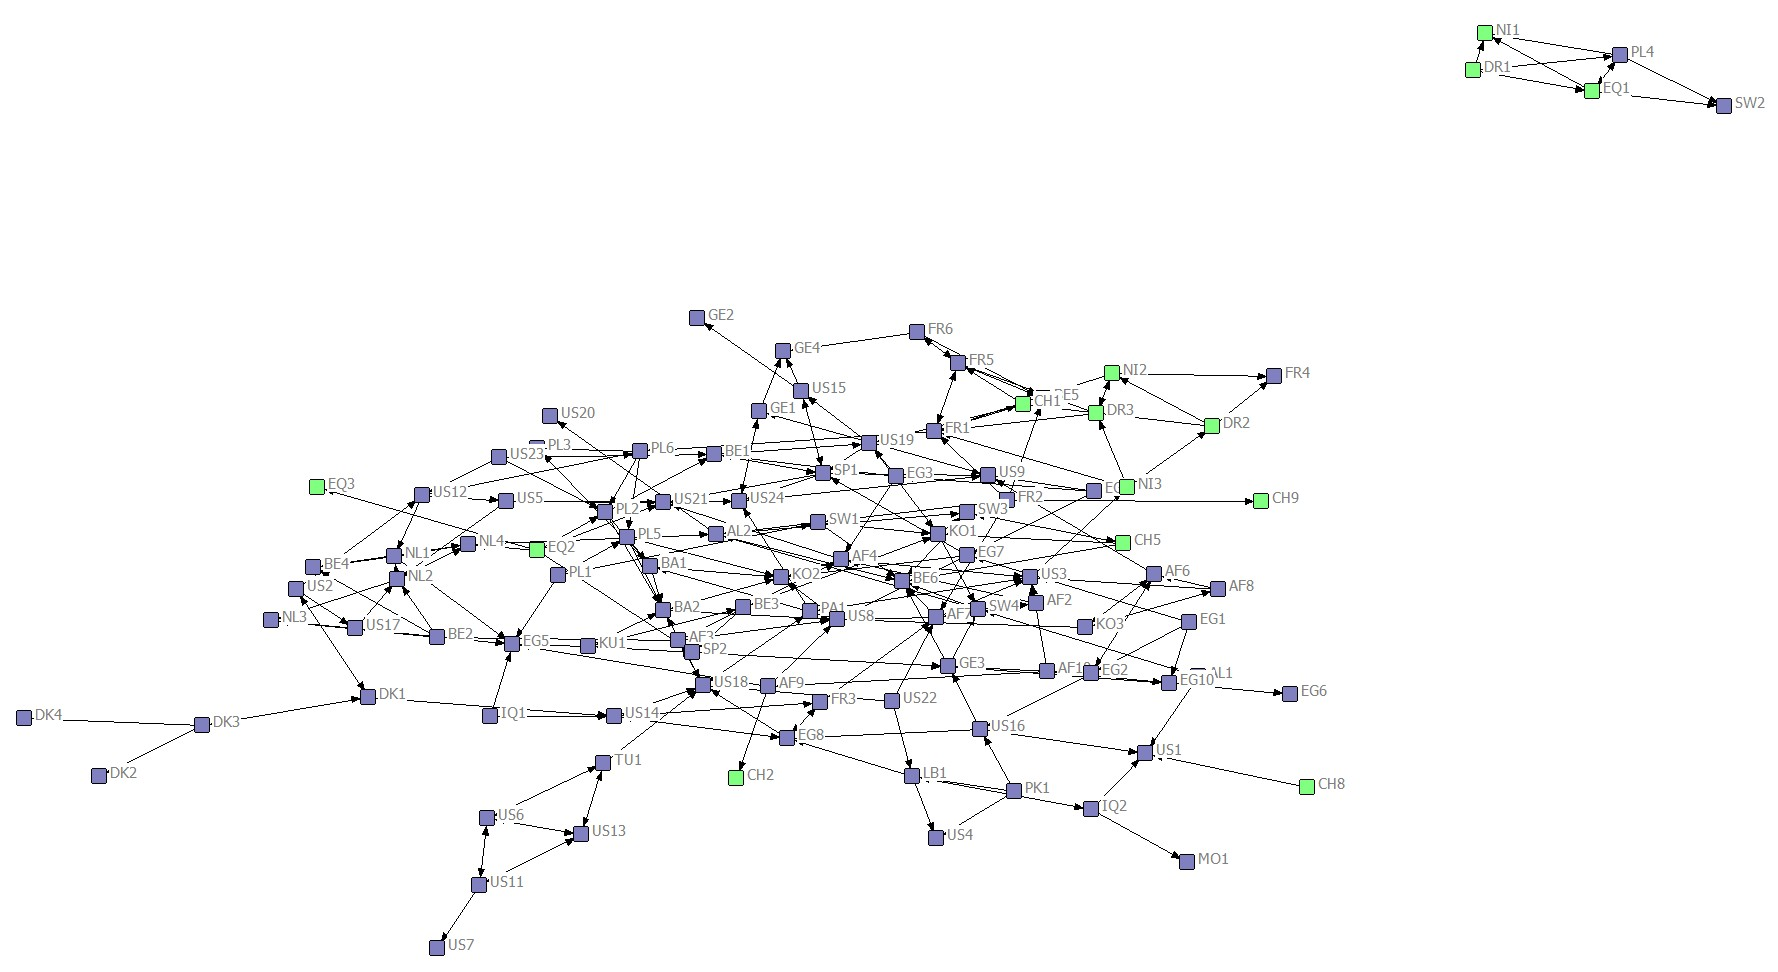 NI1
PL4
DR1
EQ1
SW2
GE2
FR6
GE4
FR5
NI2
FR4
US15
CH1
GE1
DR3
US20
DR2
FR1
US19
PL3
PL6
BE1
US23
SP1
EG3
US9
EQ3
NI3
US12
US5
US21
US24
FR2
CH9
PL2
SW3
SW1
AL2
PL5
KO1
CH5
NL4
EQ2
NL1
EG7
AF4
BE4
BA1
PL1
KO2
BE6
US3
AF6
NL2
US2
AF8
AF2
BA2
BE3
PA1
SW4
AF7
NL3
US8
EG1
US17
KO3
BE2
AF3
EG5
KU1
SP2
GE3
EG2
AL1
US18
AF9
EG10
EG6
DK1
FR3
US22
DK4
IQ1
US14
DK3
US16
EG8
US1
TU1
DK2
CH2
LB1
CH8
PK1
IQ2
US6
US13
US4
MO1
US11
US7